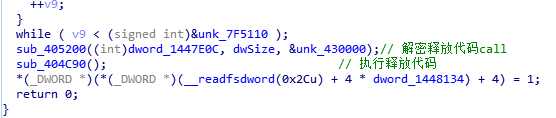 ++v9;
}
while ( v9 < (signed int)&unk_7F5110 );
sub_405200((int)dword_1447E0C, dwSize, &unk_430000);// 解密释放代码call
sub_404C90(); // 执行释放代码
*(_DWORD *)(*(_DWORD *)(__readfsdword(0x2Cu) + 4 * dword_1448134) + 4) = 1;
return 0;
}